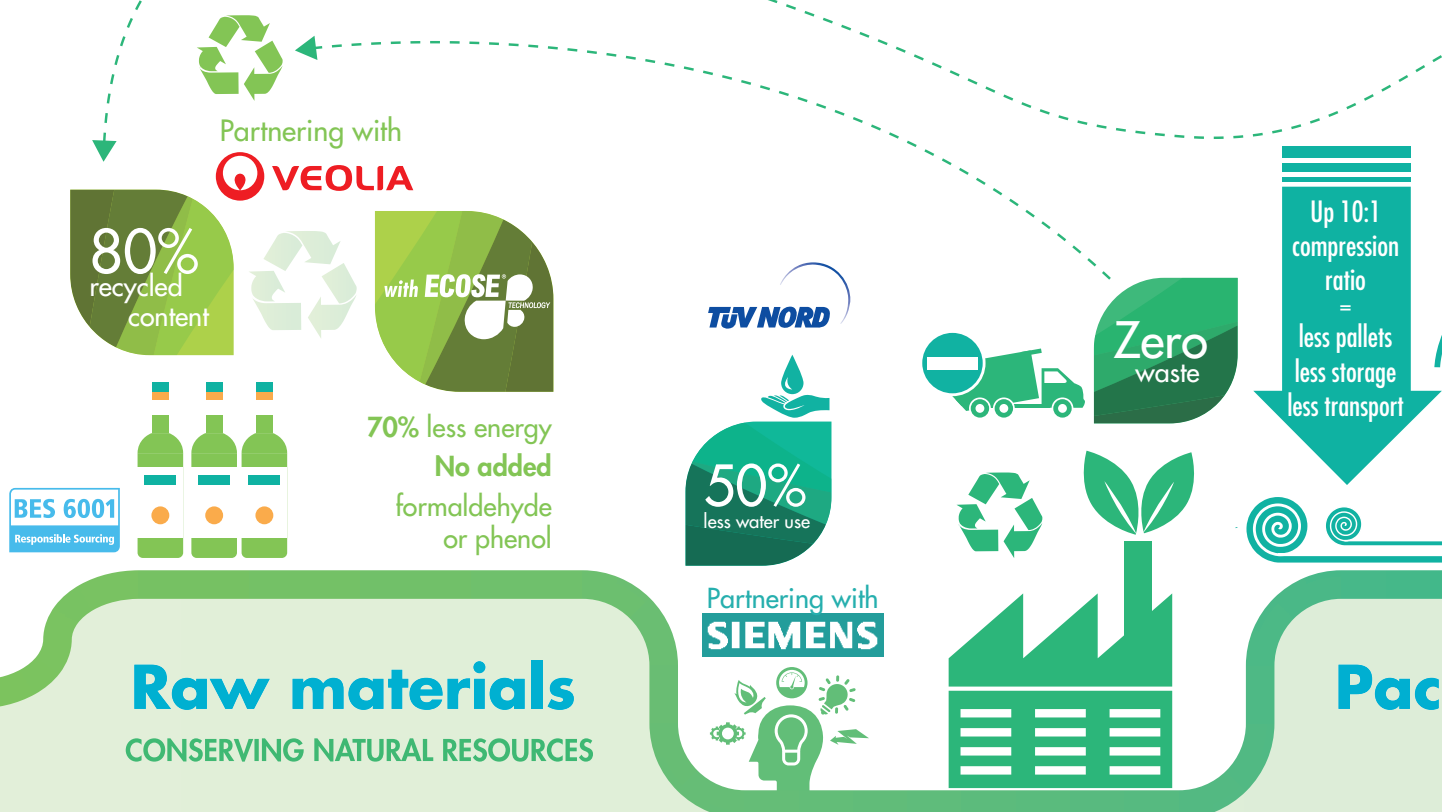 Partnering with
VEOLIA
80%
recycled
content
with ECOSE®
TECHNOLOGY
70% less energy
No added
formaldehyde
or phenol
BES 6001
Responsible Sourcing
Raw materials
CONSERVING NATURAL RESOURCES
TÜV NORD
50%
less water use
Partnering with
SIEMENS
Zero
waste
Up 10:1
compression
ratio
=
less pallets
less storage
less transport
Pac